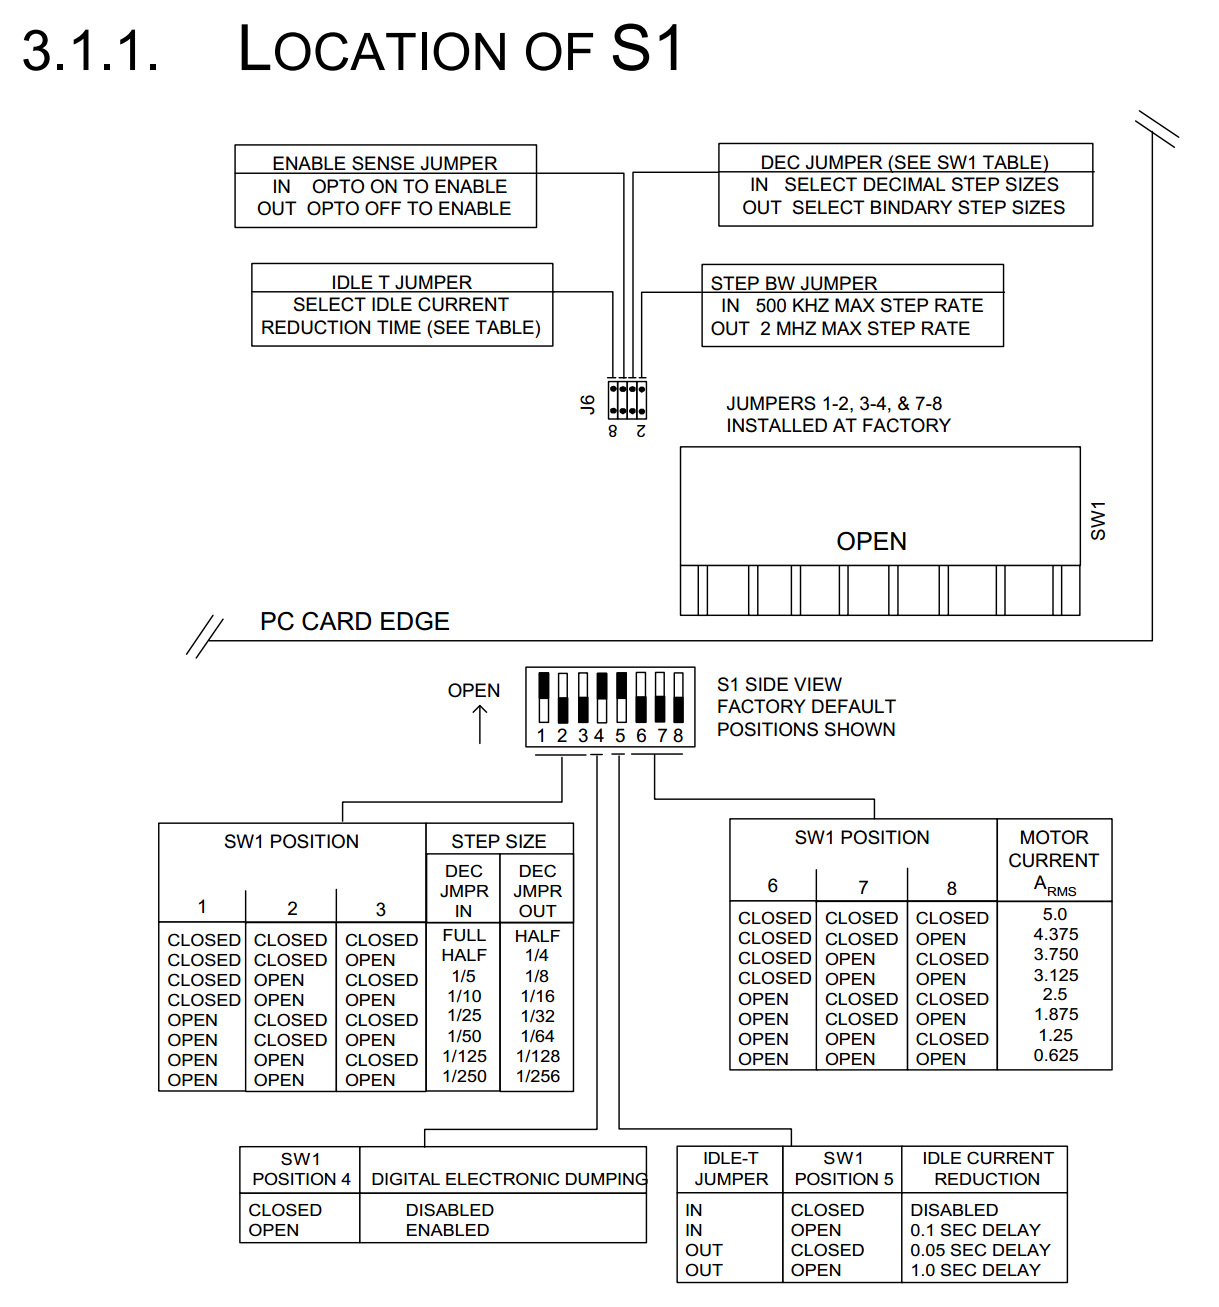 3.1.1. LOCATION OF S1
ENABLE SENSE JUMPER
IN OPTO ON TO ENABLE
OUT OPTO OFF TO ENABLE
DEC JUMPER (SEE SW1 TABLE)
IN SELECT DECIMAL STEP SIZES
OUT SELECT BINDARY STEP SIZES
IDLE T JUMPER
SELECT IDLE CURRENT
REDUCTION TIME (SEE TABLE)
STEP BW JUMPER
IN 500 KHZ MAX STEP RATE
OUT 2 MHZ MAX STEP RATE
J6
8 2
JUMPERS 1-2, 3-4, & 7-8
INSTALLED AT FACTORY
OPEN
SW1
PC CARD EDGE
OPEN
1 2 3 4 5 6 7 8
S1 SIDE VIEW
FACTORY DEFAULT
POSITIONS SHOWN
SW1 POSITION STEP SIZE
1 2 3 DEC JMPR IN DEC JMPR OUT
CLOSED CLOSED CLOSED FULL HALF
CLOSED CLOSED OPEN HALF 1/4
CLOSED OPEN CLOSED 1/5 1/8
CLOSED OPEN OPEN 1/10 1/16
OPEN CLOSED CLOSED 1/25 1/32
OPEN CLOSED OPEN 1/50 1/64
OPEN OPEN CLOSED 1/125 1/128
OPEN OPEN OPEN 1/250 1/256
SW1 POSITION MOTOR CURRENT ARMS
6 7 8
CLOSED CLOSED CLOSED 5.0
CLOSED CLOSED OPEN 4.375
CLOSED OPEN CLOSED 3.750
CLOSED OPEN OPEN 3.125
OPEN CLOSED CLOSED 2.5
OPEN CLOSED OPEN 1.875
OPEN OPEN CLOSED 1.25
OPEN OPEN OPEN 0.625
SW1
POSITION 4 DIGITAL ELECTRONIC DUMPING
CLOSED DISABLED
OPEN ENABLED
IDLE-T SW1 IDLE CURRENT
JUMPER POSITION 5 REDUCTION
IN CLOSED DISABLED
IN OPEN 0.1 SEC DELAY
OUT CLOSED 0.05 SEC DELAY
OUT OPEN 1.0 SEC DELAY